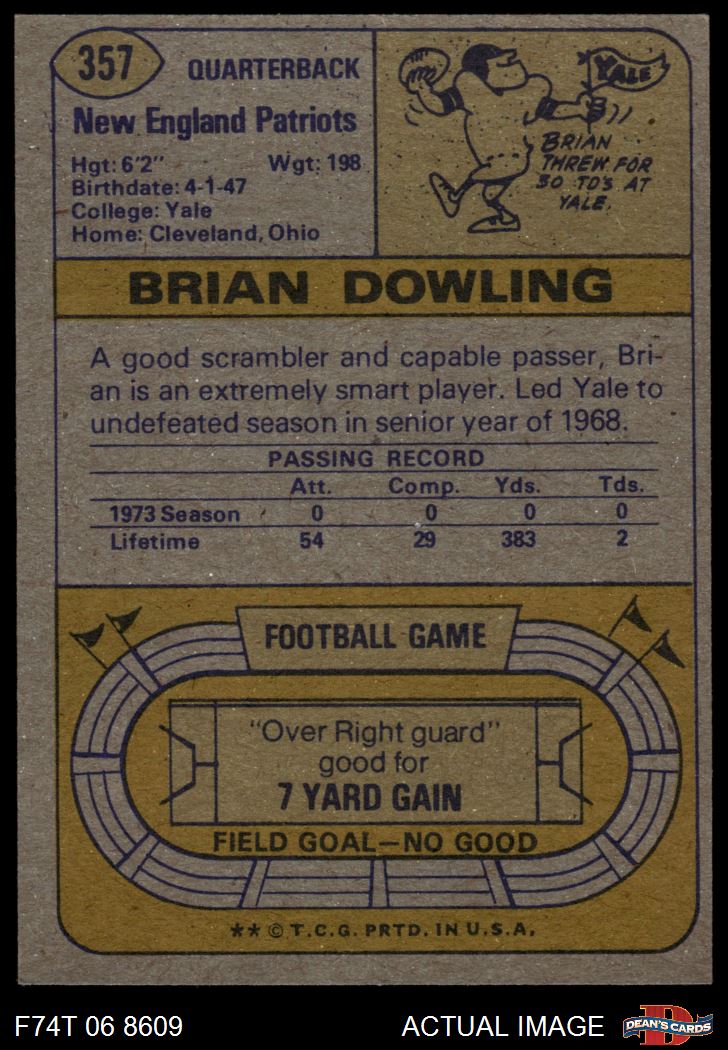 357
QUARTERBACK
New England Patriots
Hgt: 6'2" Wgt: 198
Birthdate: 4-1-47
College: Yale
Home: Cleveland, Ohio
YALE
BRIAN
THREW FOR
30 TD'S AT
YALE.
BRIAN DOWLING
A good scrambler and capable passer, Bri-
an is an extremely smart player. Led Yale to
undefeated season in senior year of 1968.
PASSING RECORD
Att. Comp. Yds. Tds.
1973 Season 0 0 0 0
Lifetime 54 29 383 2
FOOTBALL GAME
"Over Right guard"
good for
7 YARD GAIN
FIELD GOAL—NO GOOD
** © T.C.G. PRTD. IN U.S.A.
F74T 06 8609 ACTUAL IMAGE
D
DEAN'S CARDS